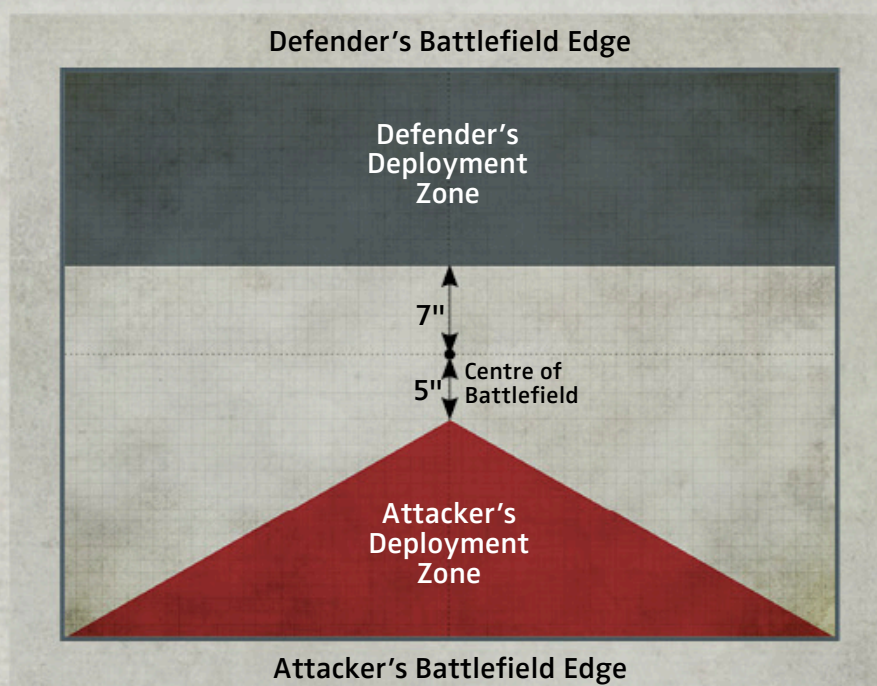 Defender's Battlefield Edge
Defender's
Deployment
Zone
7"
5"
Centre of
Battlefield
Attacker's
Deployment
Zone
Attacker's Battlefield Edge